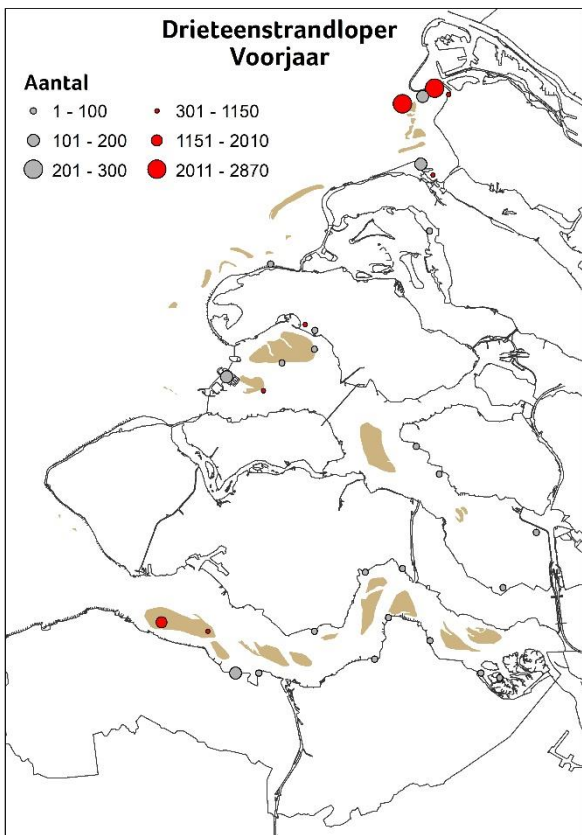 Drieteenstrandloper
Voorjaar
Aantal
1 - 100
101 - 200
201 - 300
301 - 1150
1151 - 2010
2011 - 2870